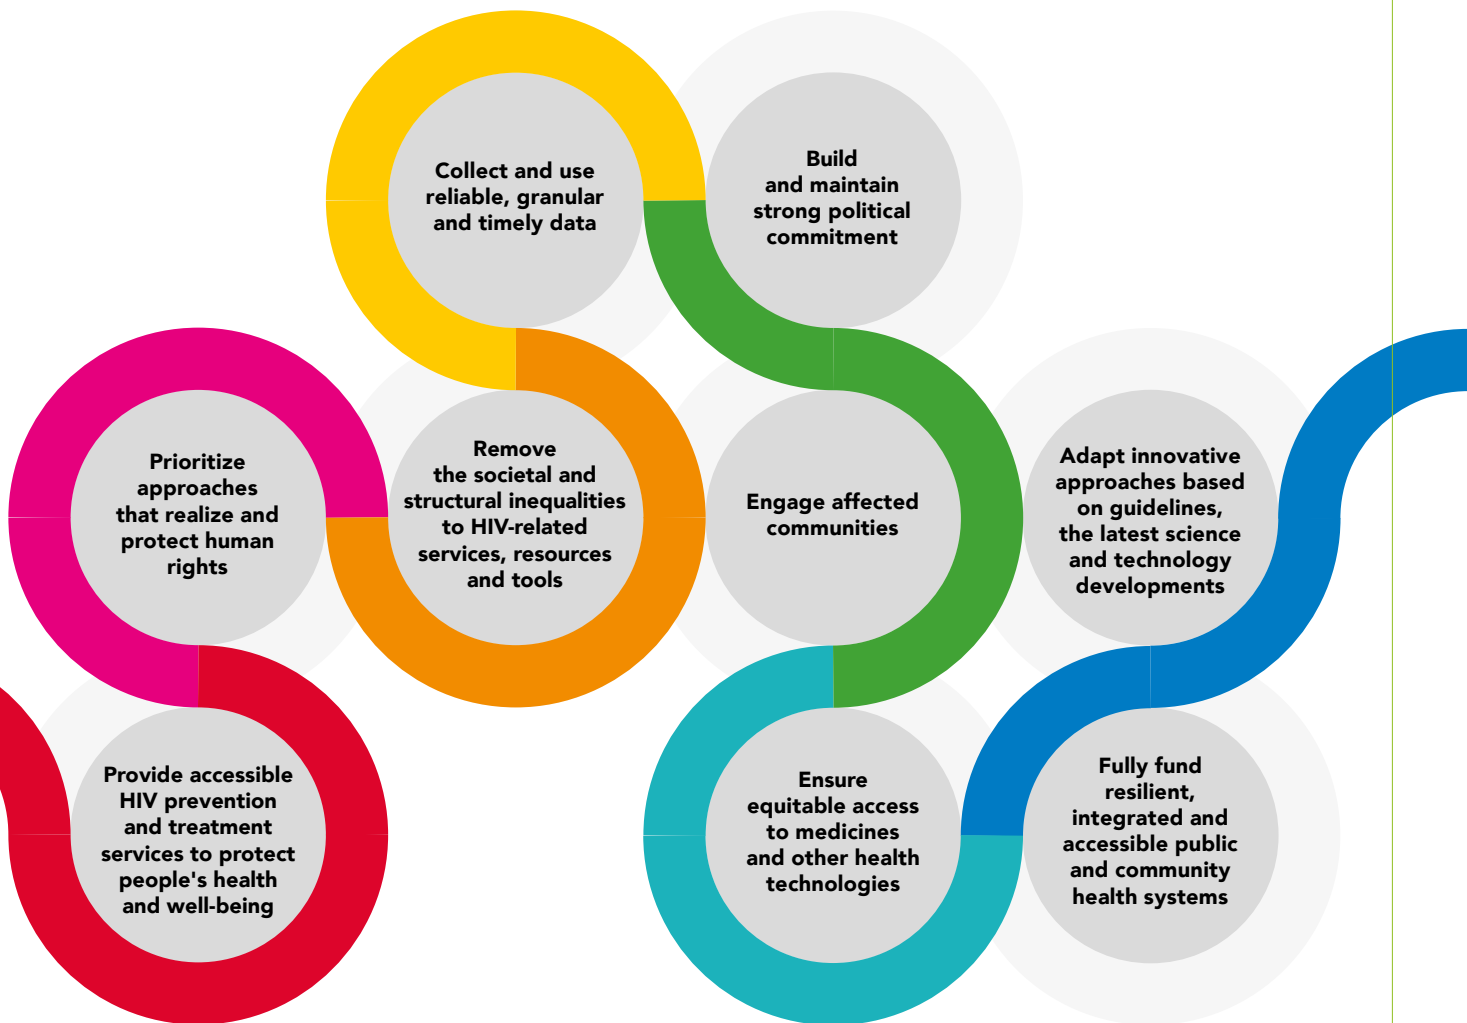 Collect and use
reliable, granular
and timely data
Build
and maintain
strong political
commitment
Prioritize
approaches
that realize and
protect human
rights
Remove
the societal and
structural inequalities
to HIV-related
services, resources
and tools
Engage affected
communities
Adapt innovative
approaches based
on guidelines,
the latest science
and technology
developments
Provide accessible
HIV prevention
and treatment
services to protect
people's health
and well-being
Ensure
equitable access
to medicines
and other health
technologies
Fully fund
resilient,
integrated and
accessible public
and community
health systems